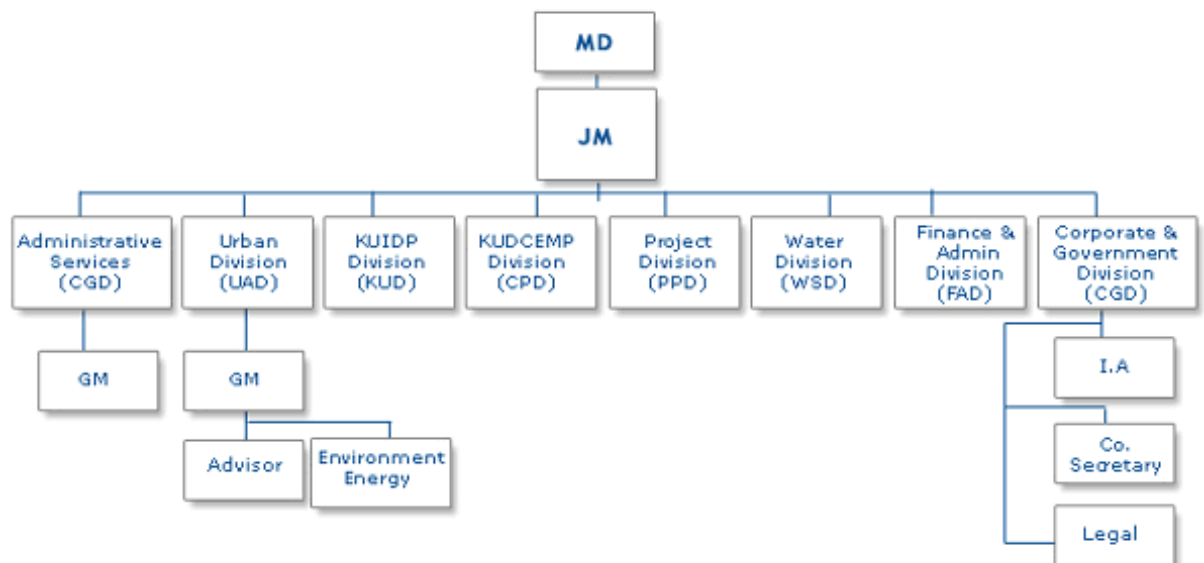 MD
JM
Administrative
Services
(CGD)
Urban
Division
(UAD)
KUIDP
Division
(KUD)
KUDCEMP
Division
(CPD)
Project
Division
(PPD)
Water
Division
(WSD)
Finance &
Admin
Division
(FAD)
Corporate &
Government
Division
(CGD)
GM
GM
I.A
Advisor
Environment
Energy
Co.
Secretary
Legal